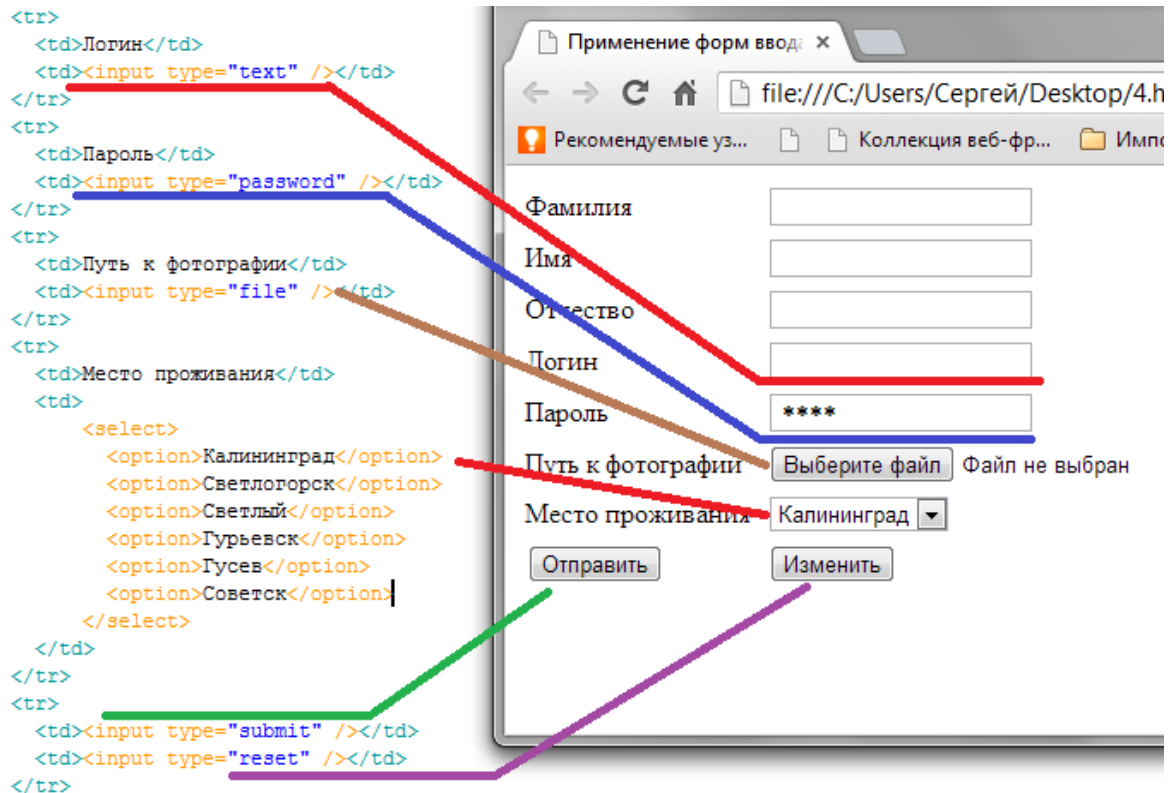 <tr>
<td>Логин</td>
<td><input type="text" /></td>
</tr>
<tr>
<td>Пароль</td>
<td><input type="password" /></td>
</tr>
<tr>
<td>Путь к фотографии</td>
<td><input type="file" /></td>
</tr>
<tr>
<td>Место проживания</td>
<td>
<select>
<option>Калининград</option>
<option>Светлогорск</option>
<option>Светлый</option>
<option>Гурьевск</option>
<option>Гусев</option>
<option>Советск</option>
</select>
</td>
</tr>
<tr>
<td><input type="submit" /></td>
<td><input type="reset" /></td>
</tr>
Применение форм ввода
file:///C:/Users/Сергей/Desktop/4.h
Рекомендуемые уз... Коллекция веб-фр... Импо
Фамилия
Имя
Отчество
Логин
Пароль ****
Путь к фотографии Выберите файл Файл не выбран
Место проживания Калининград
Отправить Изменить